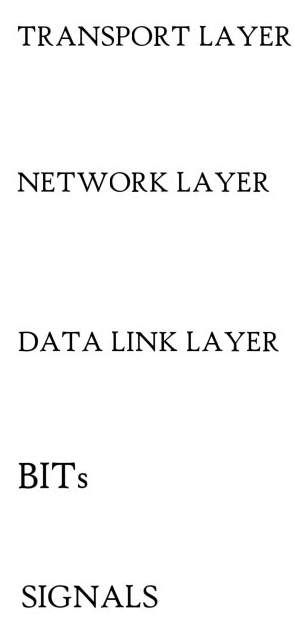 TRANSPORT LAYER
NETWORK LAYER
DATA LINK LAYER
BITs
SIGNALS